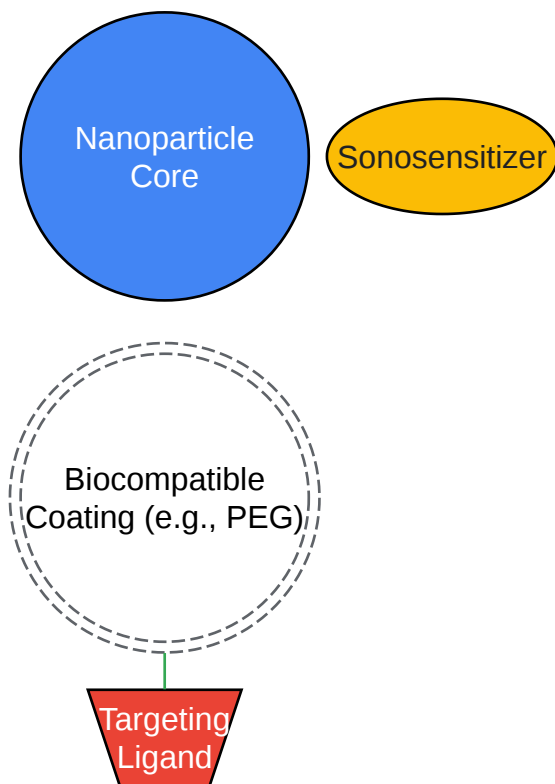 Nanoparticle
Core
Sonosensitizer
Biocompatible
Coating (e.g., PEG)
Targeting
Ligand